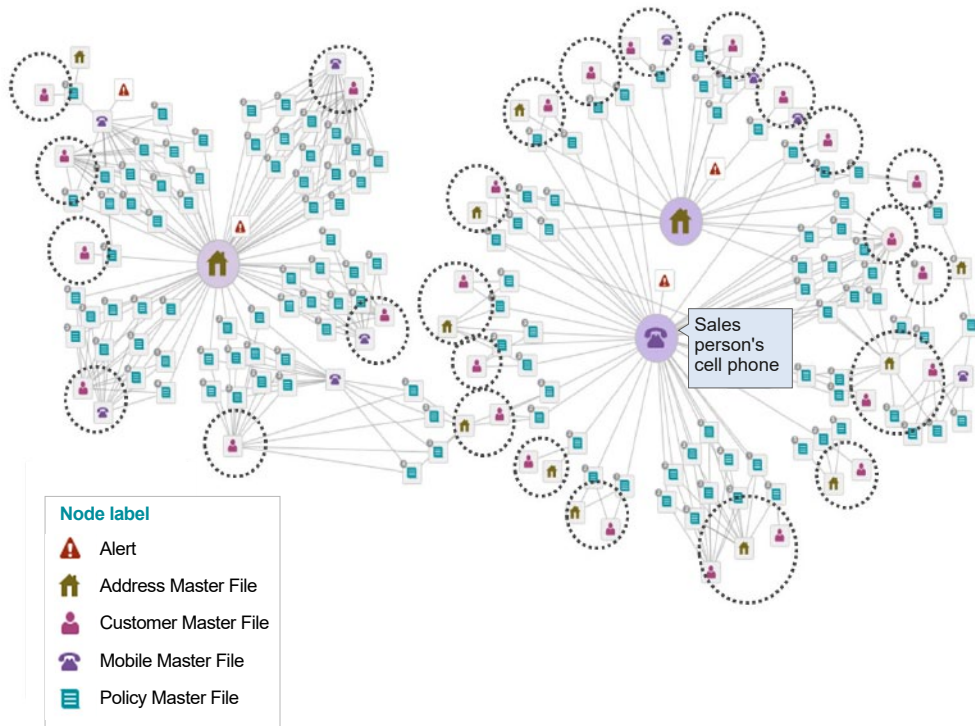 Sales
person's
cell phone
Node label
Alert
Address Master File
Customer Master File
Mobile Master File
Policy Master File